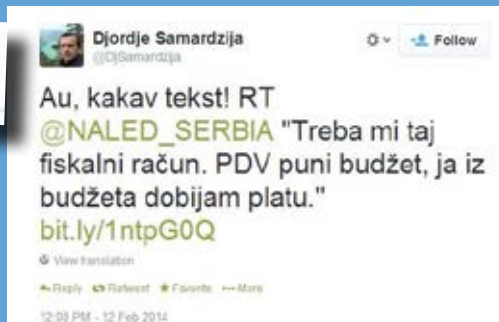 Djordje Samardzija
@DjSamardzija
Follow
Au, kakav tekst! RT
@NALED_SERBIA "Treba mi taj
fiskalni račun. PDV puni budžet, ja iz
budžeta dobijam platu."
bit.ly/1ntpG0Q
View translation
Reply Retweet Favorite More
12:08 PM - 12 Feb 2014